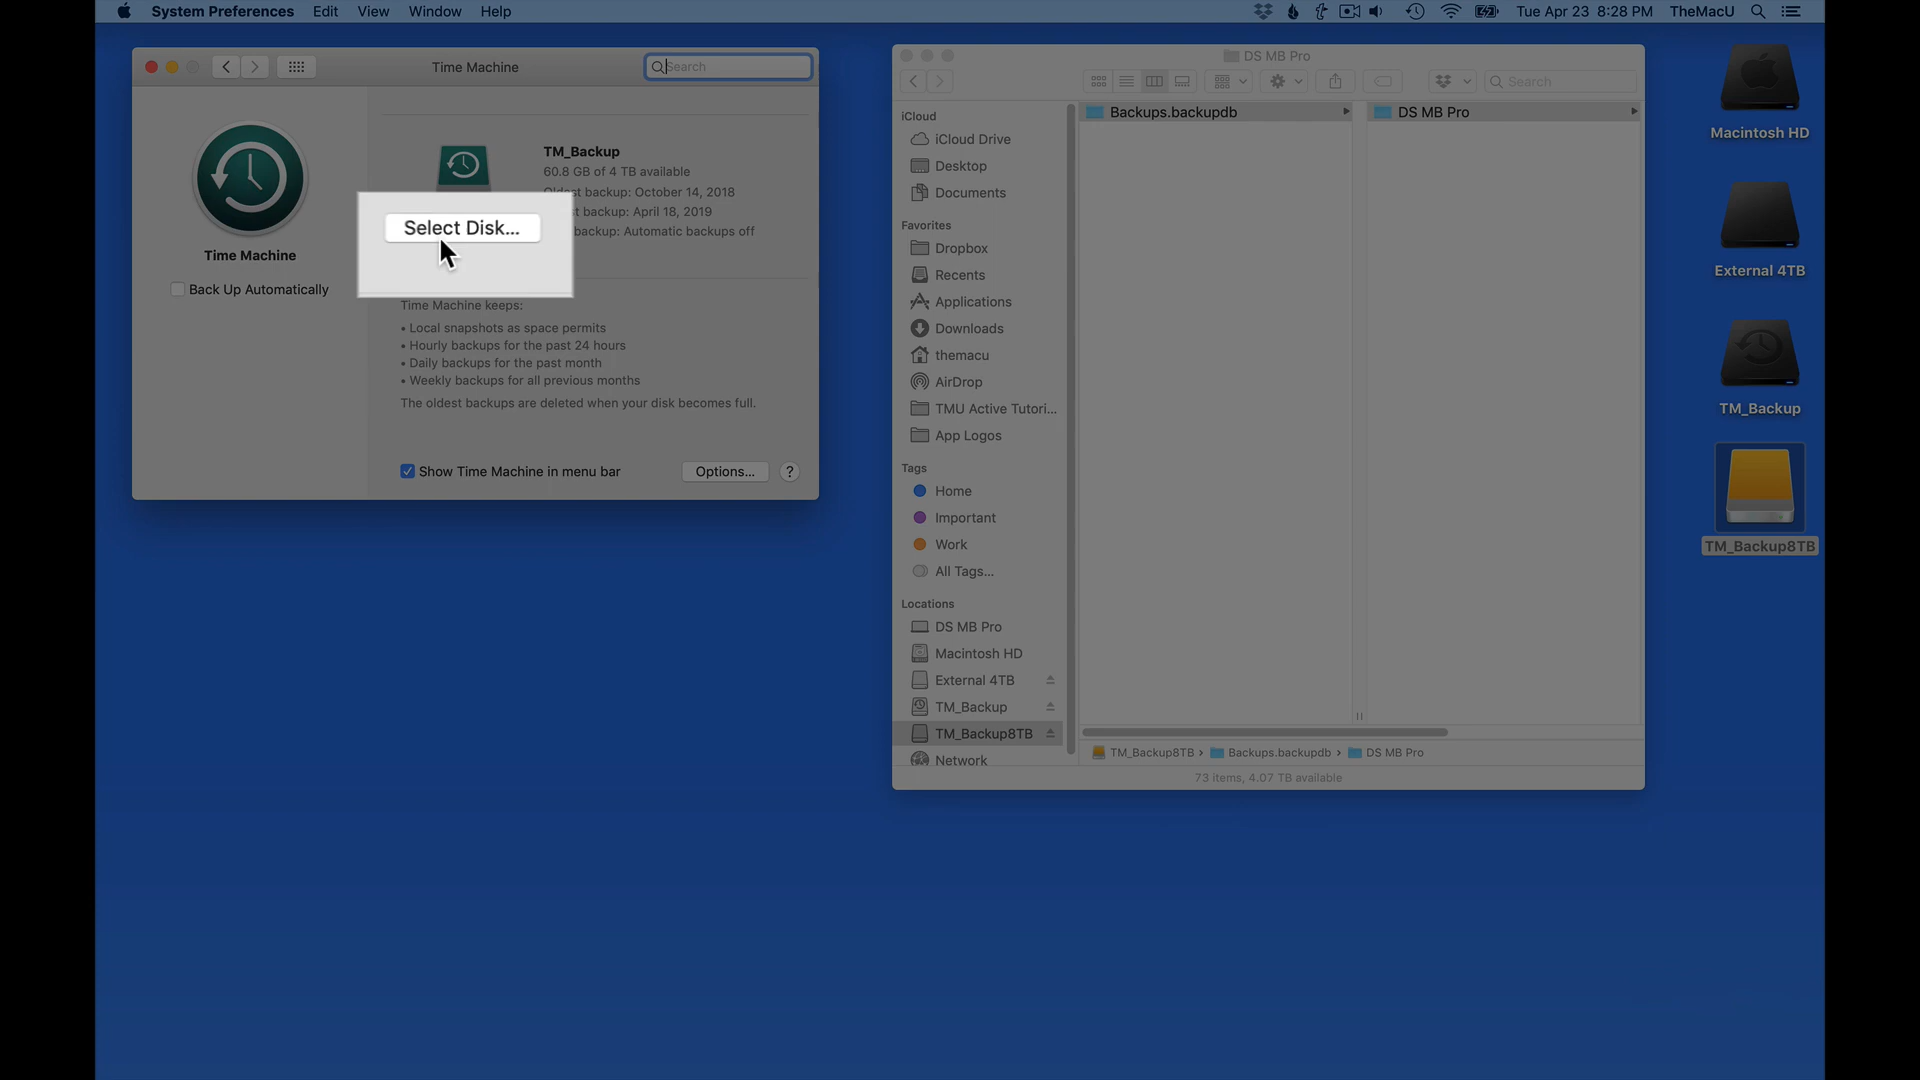 System Preferences Edit View Window Help
Tue Apr 23 8:28 PM TheMacU
Time Machine
Search
Time Machine
Back Up Automatically
TM_Backup
60.8 GB of 4 TB available
Oldest backup: October 14, 2018
backup: April 18, 2019
backup: Automatic backups off
Select Disk...
Time Machine keeps:
• Local snapshots as space permits
• Hourly backups for the past 24 hours
• Daily backups for the past month
• Weekly backups for all previous months
The oldest backups are deleted when your disk becomes full.
Show Time Machine in menu bar
Options...
?
DS MB Pro
Search
iCloud
iCloud Drive
Desktop
Documents
Favorites
Dropbox
Recents
Applications
Downloads
themacu
AirDrop
TMU Active Tutori...
App Logos
Tags
Home
Important
Work
All Tags...
Locations
DS MB Pro
Macintosh HD
External 4TB
TM_Backup
TM_Backup8TB
Network
Backups.backupdb
DS MB Pro
TM_Backup8TB › Backups.backupdb › DS MB Pro
73 items, 4.07 TB available
Macintosh HD
External 4TB
TM_Backup
TM_Backup8TB